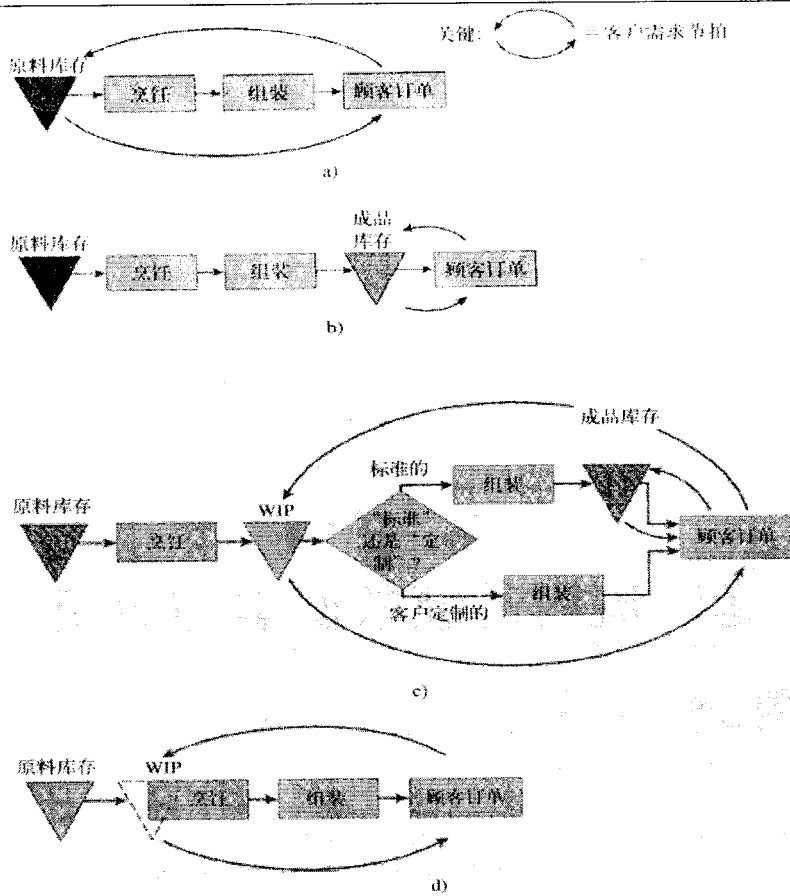 关键:
=客户需求节拍
原料库存
烹饪
组装
顾客订单
a)
成品
库存
原料库存
烹饪
组装
顾客订单
b)
成品库存
标准的
组装
原料库存
WIP
烹饪
“标准”
还是“定
制”?
顾客订单
组装
客户定制的
c)
原料库存
WIP
烹饪
组装
顾客订单
d)